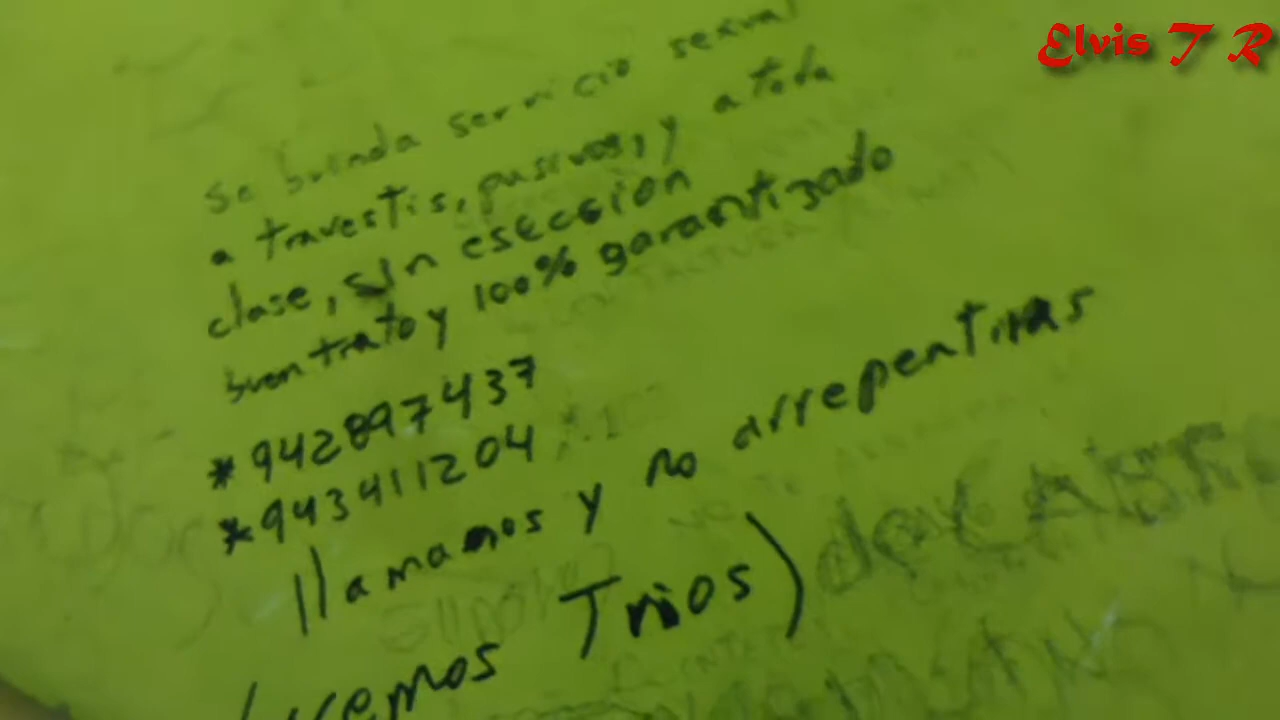 Elvis T R
se brinda servicio sexual
a travestis, pasivos, y a toda
clase, sin esección
buen trato y 100% garantizado
*942897437
*943411204
llamanos y no arrepentiras
Trios)